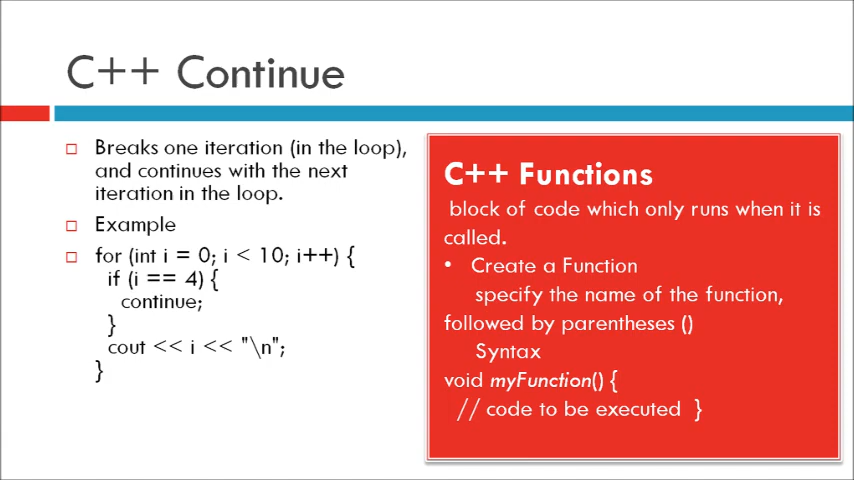 C++ Continue
Breaks one iteration (in the loop),
and continues with the next
iteration in the loop.
Example
for (int i = 0; i < 10; i++) {
if (i == 4) {
continue;
}
cout << i << "\n";
}
C++ Functions
block of code which only runs when it is
called.
• Create a Function
specify the name of the function,
followed by parentheses ()
Syntax
void myFunction() {
// code to be executed }